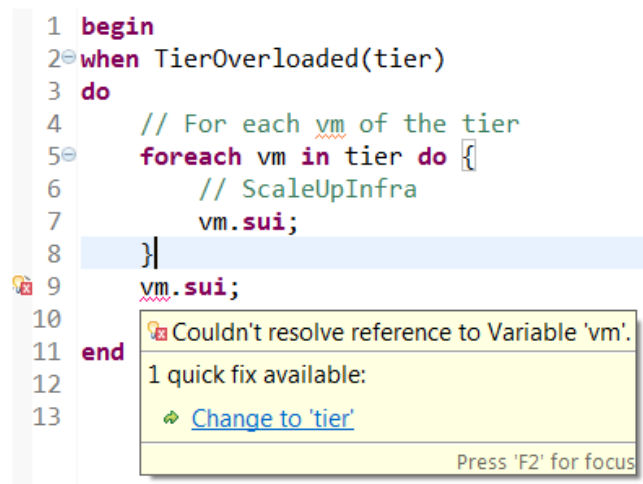 1 begin
2 when TierOverloaded(tier)
3 do
4 // For each vm of the tier
5 foreach vm in tier do {
6 // ScaleUpInfra
7 vm.sui;
8 }
9 vm.sui;
10
Couldn't resolve reference to Variable 'vm'.
11 end
1 quick fix available:
12
13
Change to 'tier'
Press 'F2' for focus